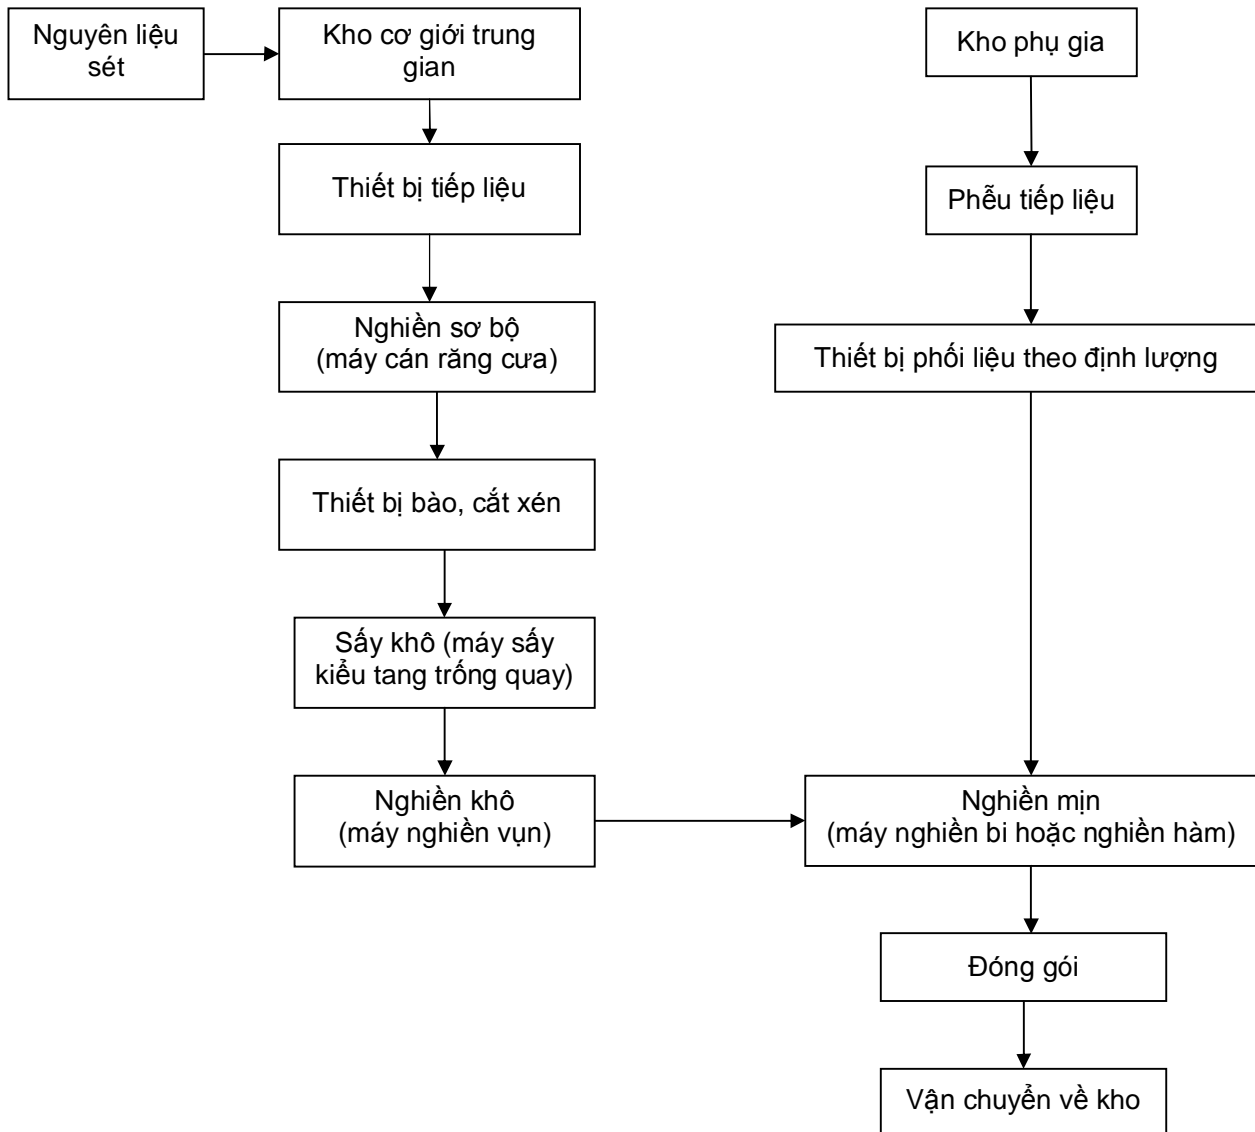 Nguyên liệu
sét
Kho cơ giới trung
gian
Thiết bị tiếp liệu
Nghiền sơ bộ
(máy cán răng cưa)
Thiết bị bào, cắt xén
Sấy khô (máy sấy
kiểu tang trống quay)
Nghiền khô
(máy nghiền vụn)
Kho phụ gia
Phễu tiếp liệu
Thiết bị phối liệu theo định lượng
Nghiền mịn
(máy nghiền bi hoặc nghiền hàm)
Đóng gói
Vận chuyển về kho